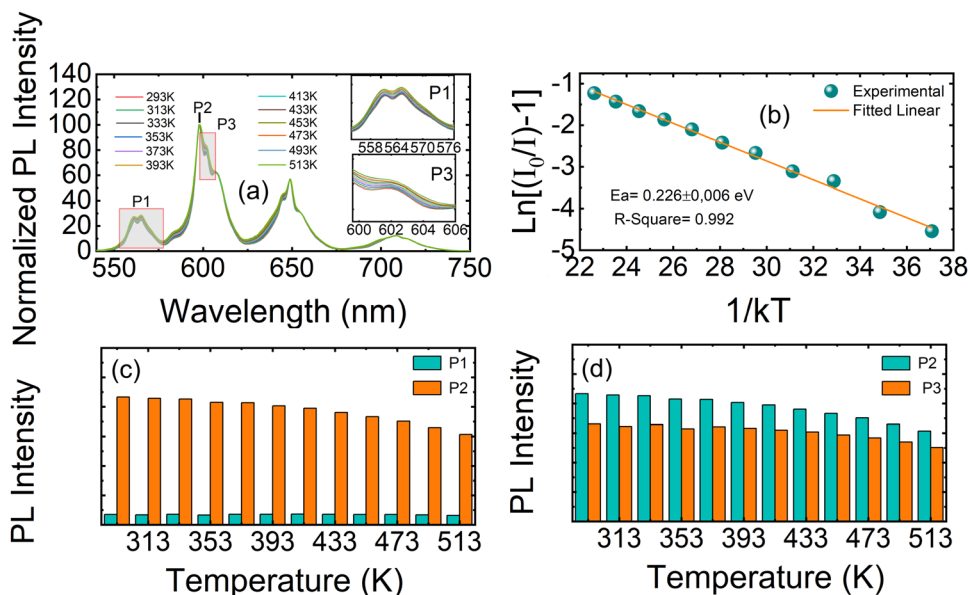 Normalized PL Intensity
140
120
100
80
60
40
20
0
550
600
650
700
750
Wavelength (nm)
293K
313K
333K
353K
373K
393K
413K
433K
453K
473K
493K
513K
P1
P2
P3
(a)
P1
558 564 570 576
P3
600 602 604 606
Ln[(I₀/I)-1]
-1
-2
-3
-4
-5
22 24 26 28 30 32 34 36 38
1/kT
(b)
Experimental
Fitted Linear
Ea= 0.226±0,006 eV
R-Square= 0.992
PL Intensity
(c)
P1
P2
313 353 393 433 473 513
Temperature (K)
PL Intensity
(d)
P2
P3
313 353 393 433 473 513
Temperature (K)